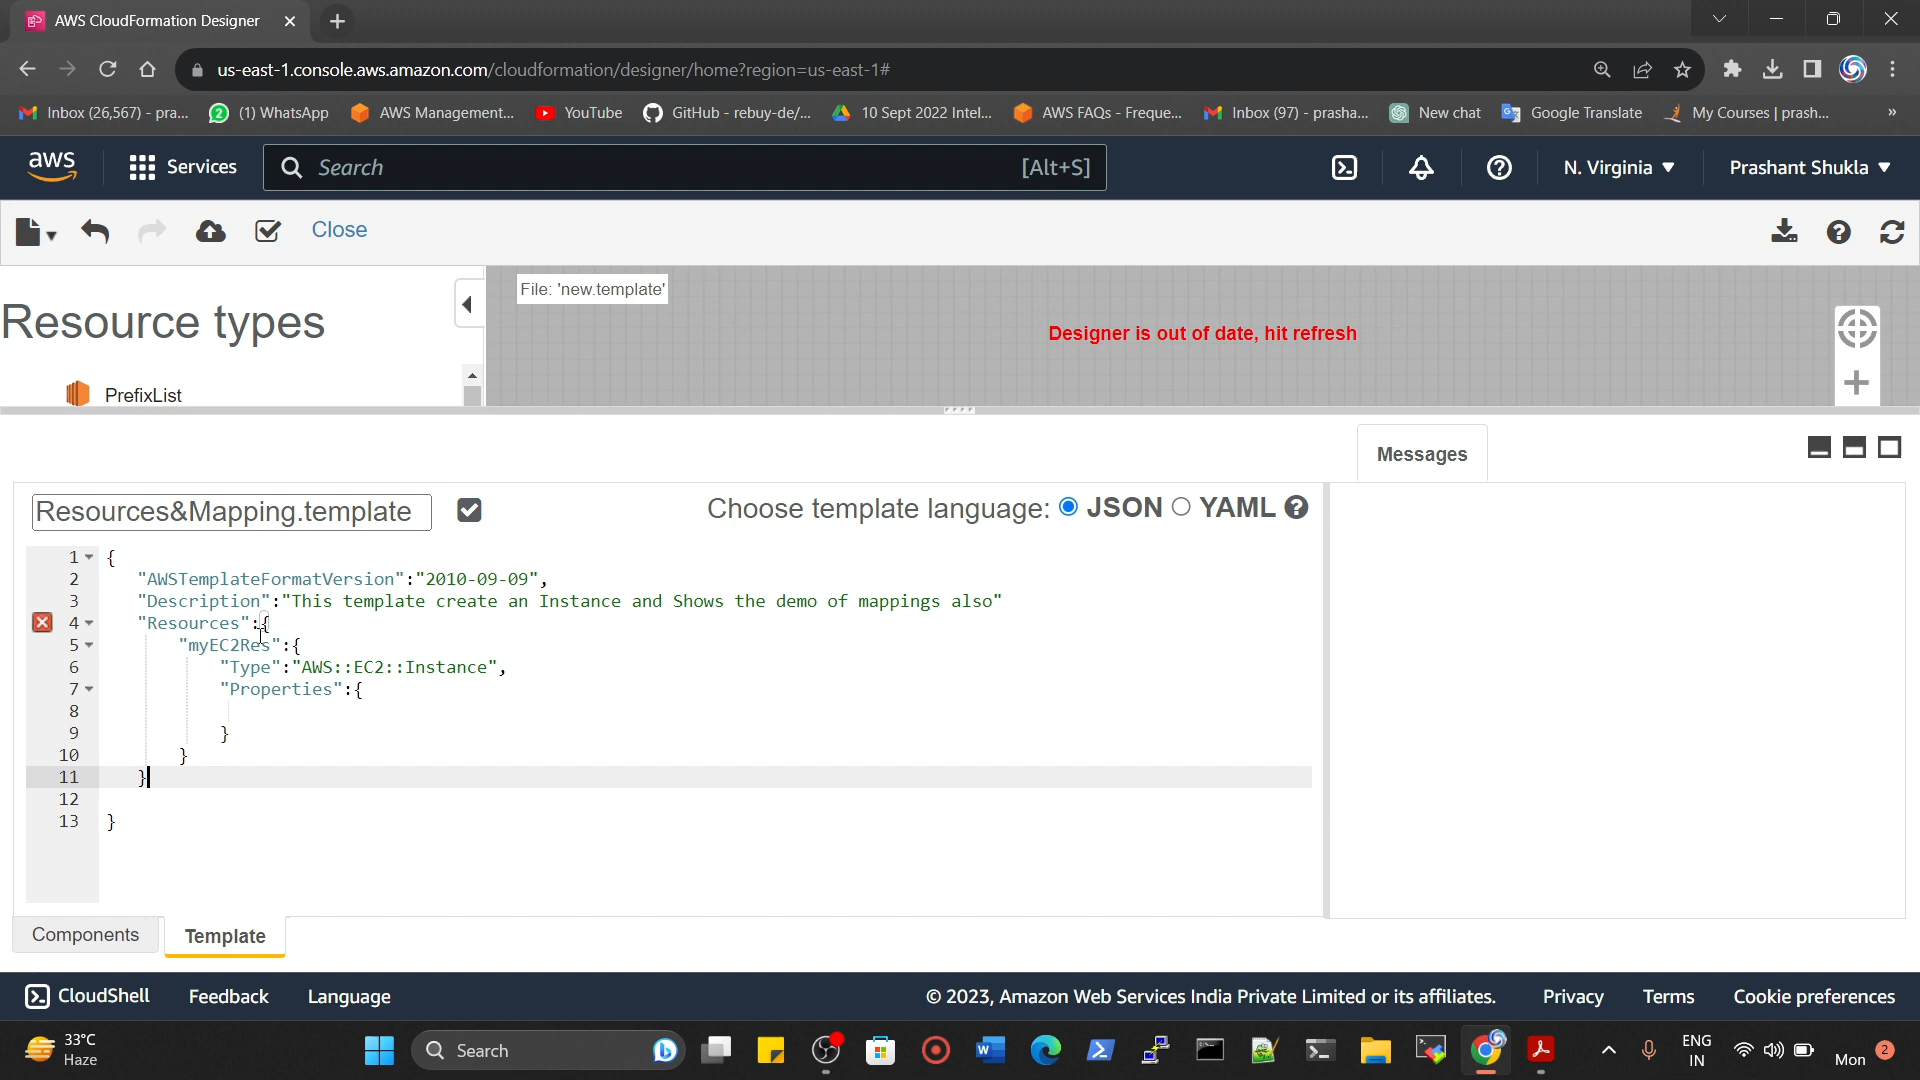 AWS CloudFormation Designer
us-east-1.console.aws.amazon.com/cloudformation/designer/home?region=us-east-1#
Inbox (26,567) - pra...
(1) WhatsApp
AWS Management...
YouTube
GitHub - rebuy-de/...
10 Sept 2022 Intel...
AWS FAQs - Freque...
Inbox (97) - prasha...
New chat
Google Translate
My Courses | prash...
»
aws
Services
Search
[Alt+S]
N. Virginia
Prashant Shukla
Close
Resource types
File: 'new.template'
Designer is out of date, hit refresh
PrefixList
Messages
Resources&Mapping.template
Choose template language: JSON YAML
1 {
2 "AWSTemplateFormatVersion":"2010-09-09",
3 "Description":"This template create an Instance and Shows the demo of mappings also"
4 "Resources":{
5 "myEC2Res":{
6 "Type":"AWS::EC2::Instance",
7 "Properties":{
8
9 }
10 }
11 }
12
13 }
Components
Template
CloudShell
Feedback
Language
© 2023, Amazon Web Services India Private Limited or its affiliates.
Privacy
Terms
Cookie preferences
33°C
Haze
Search
ENG
IN
Mon
2